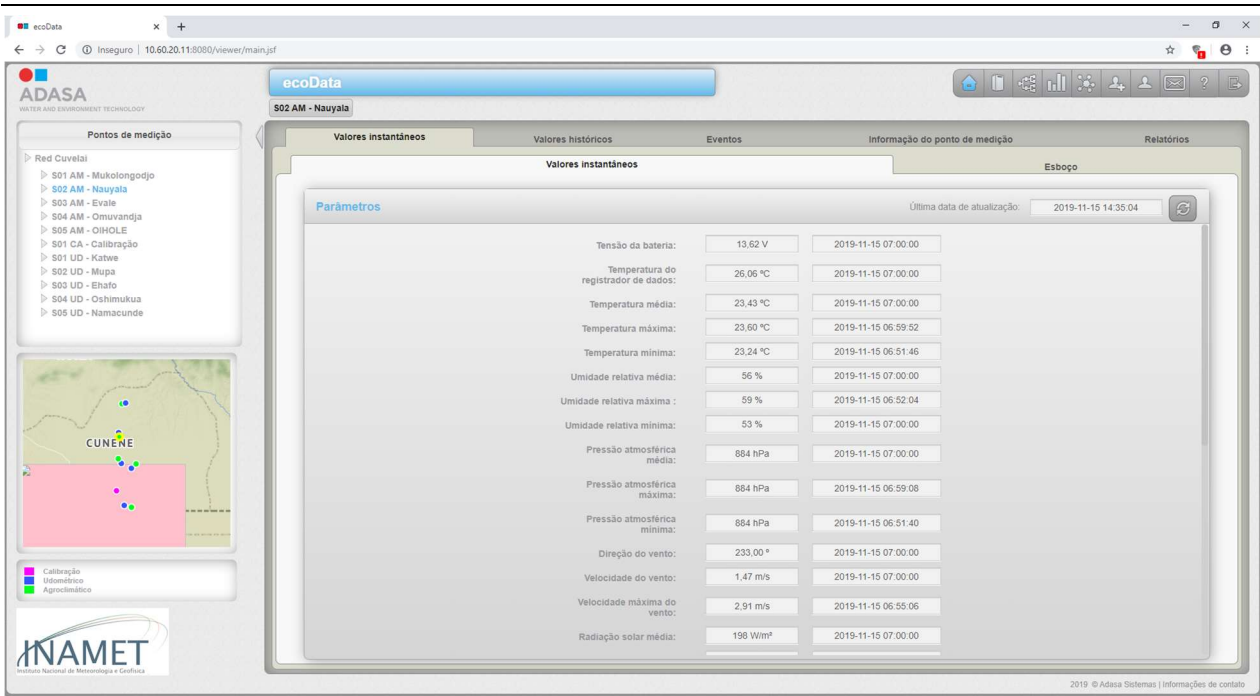 ecoData
Inseguro | 10.60.20.11:8080/viewer/main.jsf
ADASA
WATER AND ENVIRONMENT TECHNOLOGY
ecoData
S02 AM - Nauyala
Pontos de medição
Red Cuvelai
S01 AM - Mukolongodjo
S02 AM - Nauyala
S03 AM - Evale
S04 AM - Omuvandja
S05 AM - OIHOLE
S01 CA - Calibração
S01 UD - Katwe
S02 UD - Mupa
S03 UD - Ehafo
S04 UD - Oshimukua
S05 UD - Namacunde
CUNENE
Calibração
Udométrico
Agroclimático
INAMET
Instituto Nacional de Meteorologia e Geofísica
Valores instantâneos Valores históricos Eventos Informação do ponto de medição Relatórios
Valores instantâneos Esboço
Parâmetros Última data de atualização: 2019-11-15 14:35:04
Tensão da bateria: 13,62 V 2019-11-15 07:00:00
Temperatura do
registrador de dados: 26,06 ºC 2019-11-15 07:00:00
Temperatura média: 23,43 ºC 2019-11-15 07:00:00
Temperatura máxima: 23,60 ºC 2019-11-15 06:59:52
Temperatura mínima: 23,24 ºC 2019-11-15 06:51:46
Umidade relativa média: 56 % 2019-11-15 07:00:00
Umidade relativa máxima : 59 % 2019-11-15 06:52:04
Umidade relativa mínima: 53 % 2019-11-15 07:00:00
Pressão atmosférica
média: 884 hPa 2019-11-15 07:00:00
Pressão atmosférica
máxima: 884 hPa 2019-11-15 06:59:08
Pressão atmosférica
mínima: 884 hPa 2019-11-15 06:51:40
Direção do vento: 233,00 º 2019-11-15 07:00:00
Velocidade do vento: 1,47 m/s 2019-11-15 07:00:00
Velocidade máxima do
vento: 2,91 m/s 2019-11-15 06:55:06
Radiação solar média: 198 W/m² 2019-11-15 07:00:00
2019 © Adasa Sistemas | Informações de contato